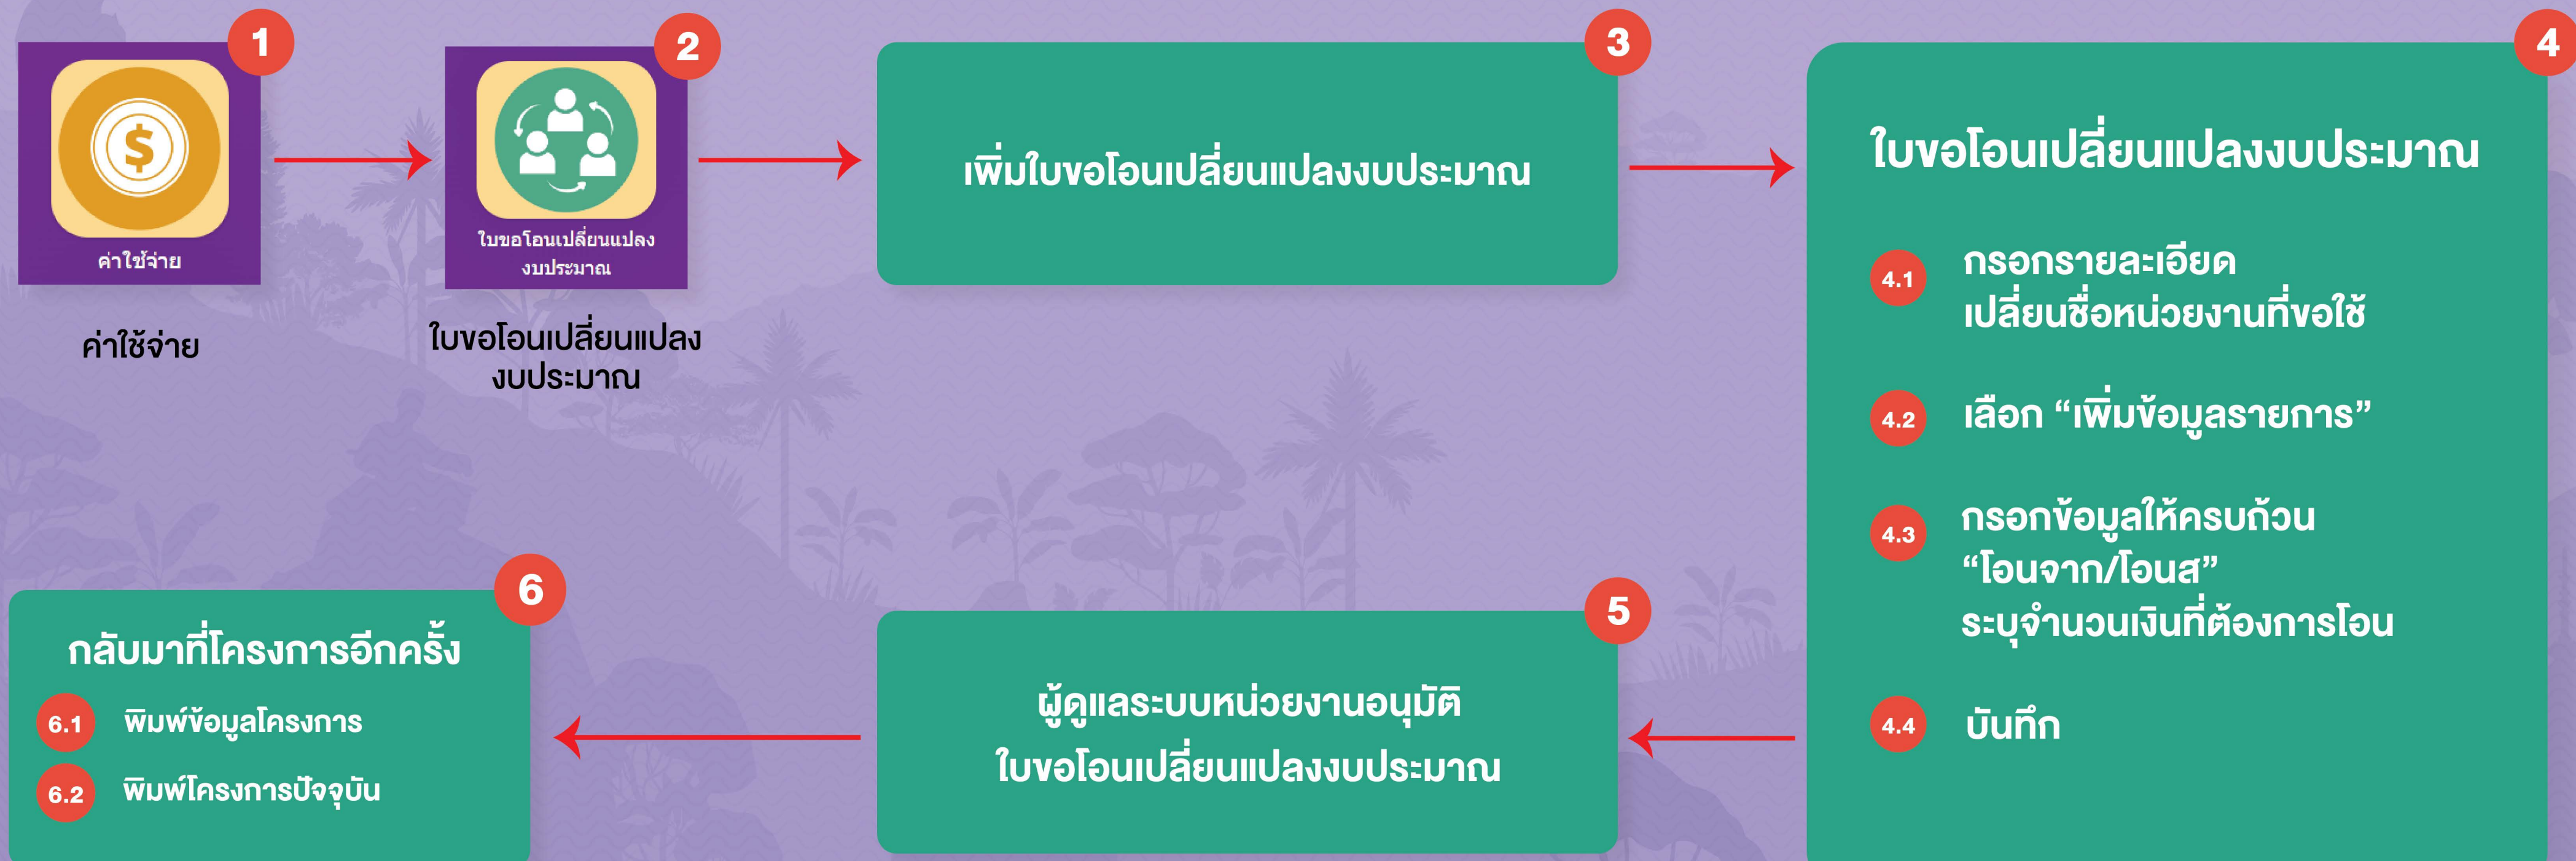 1
ค่าใช้จ่าย
ค่าใช้จ่าย
2
ใบขอโอนเปลี่ยนแปลง
งบประมาณ
ใบขอโอนเปลี่ยนแปลง
งบประมาณ
3
เพิ่มใบขอโอนเปลี่ยนแปลงงบประมาณ
4
ใบขอโอนเปลี่ยนแปลงงบประมาณ
4.1
กรอกรายละเอียด
เปลี่ยนชื่อหน่วยงานที่ขอใช้
4.2
เลือก “เพิ่มข้อมูลรายการ”
4.3
กรอกข้อมูลให้ครบถ้วน
“โอนจาก/โอนส”
ระบุจำนวนเงินที่ต้องการโอน
4.4
บันทึก
5
ผู้ดูแลระบบหน่วยงานอนุมัติ
ใบขอโอนเปลี่ยนแปลงงบประมาณ
6
กลับมาที่โครงการอีกครั้ง
6.1
พิมพ์ข้อมูลโครงการ
6.2
พิมพ์โครงการปัจจุบัน